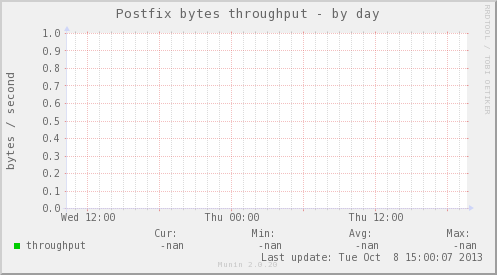 Postfix bytes throughput - by day
RRDTOOL / TOBI OETIKER
bytes / second
1.0
0.9
0.8
0.7
0.6
0.5
0.4
0.3
0.2
0.1
0.0
Wed 12:00 Thu 00:00 Thu 12:00
Cur: Min: Avg: Max:
throughput -nan -nan -nan -nan
Last update: Tue Oct 8 15:00:07 2013
Munin 2.0.20